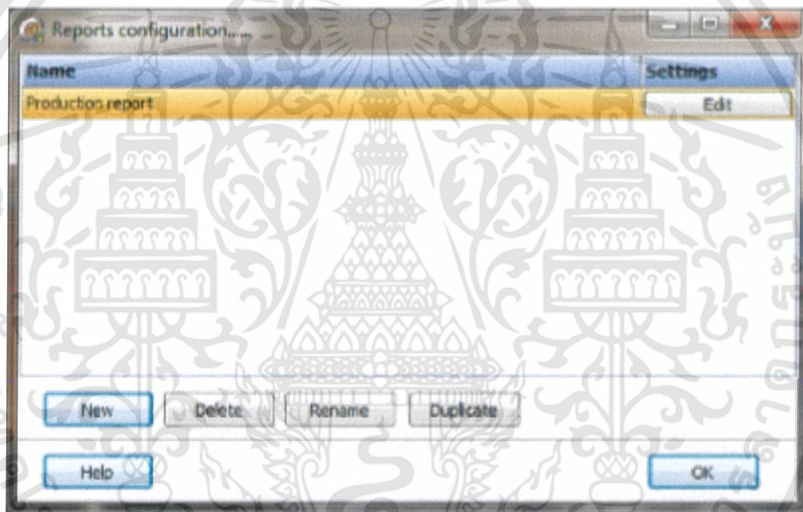 Reports configuration......
Name Settings
Production report Edit
New Delete Rename Duplicate
Help OK